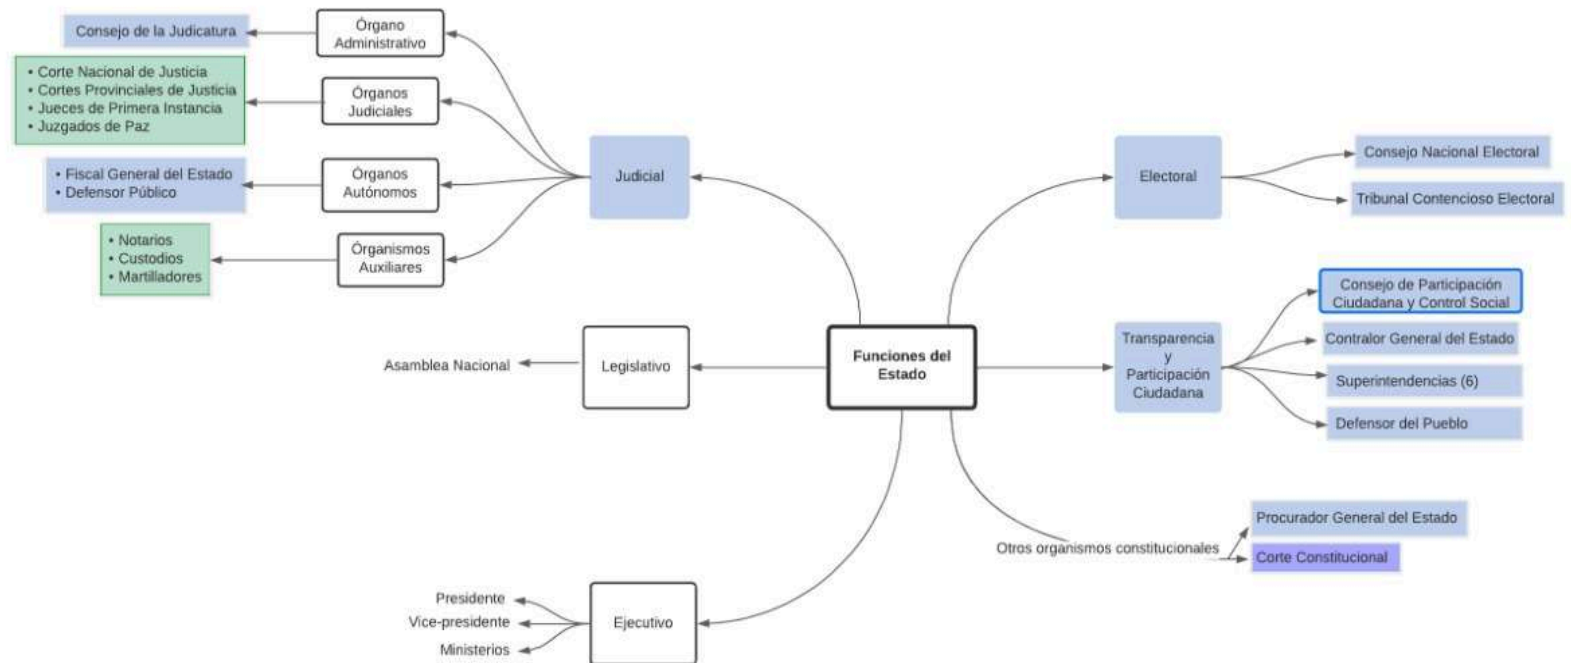 Consejo de la Judicatura
Órgano
Administrativo
• Corte Nacional de Justicia
• Cortes Provinciales de Justicia
• Jueces de Primera Instancia
• Juzgados de Paz
Órganos
Judiciales
• Fiscal General del Estado
• Defensor Público
Órganos
Autónomos
• Notarios
• Custodios
• Martilladores
Órganismos
Auxiliares
Judicial
Asamblea Nacional
Legislativo
Funciones del
Estado
Presidente
Vice-presidente
Ministerios
Ejecutivo
Electoral
Consejo Nacional Electoral
Tribunal Contencioso Electoral
Transparencia
y
Participación
Ciudadana
Consejo de Participación
Ciudadana y Control Social
Contralor General del Estado
Superintendencias (6)
Defensor del Pueblo
Otros organismos constitucionales
Procurador General del Estado
Corte Constitucional